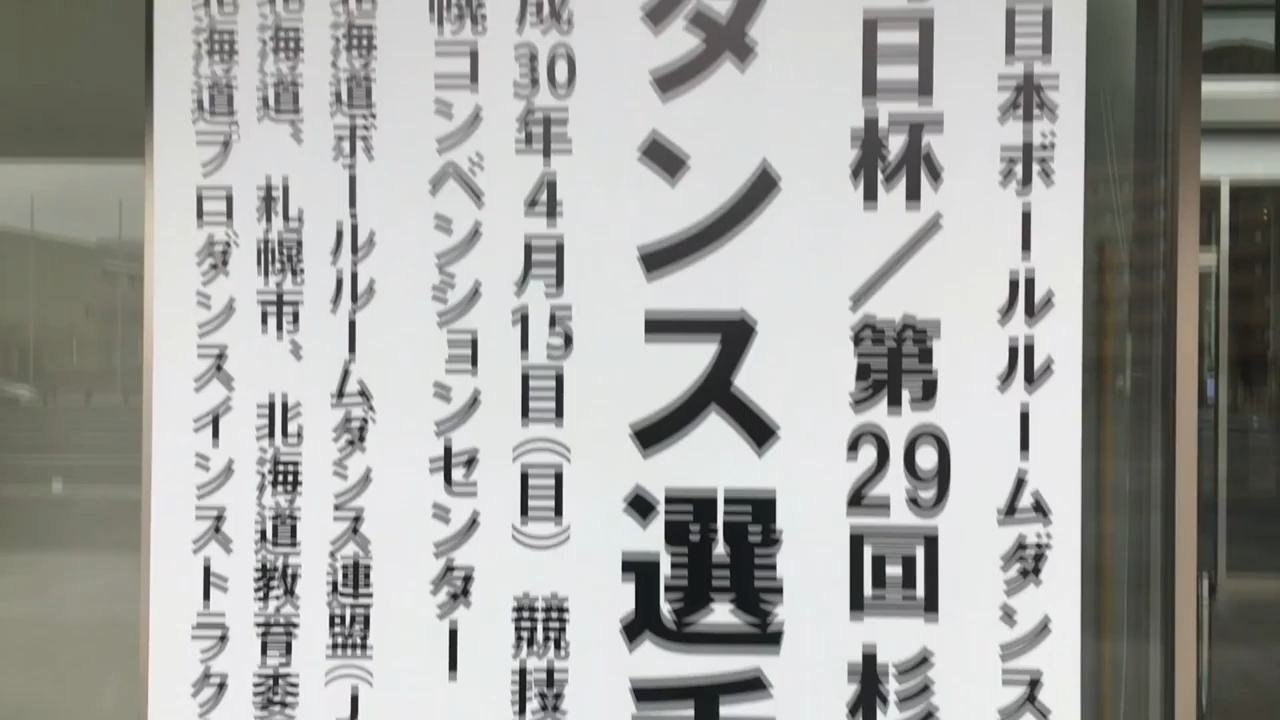 日本ボールルームダンス
日杯／第29回 杉
ダンス選手
成30年4月15日(日) 競技
幌コンベンションセンター
北海道ボールルームダンス連盟(J
北海道、札幌市、北海道教育委
北海道プロダンスインストラク